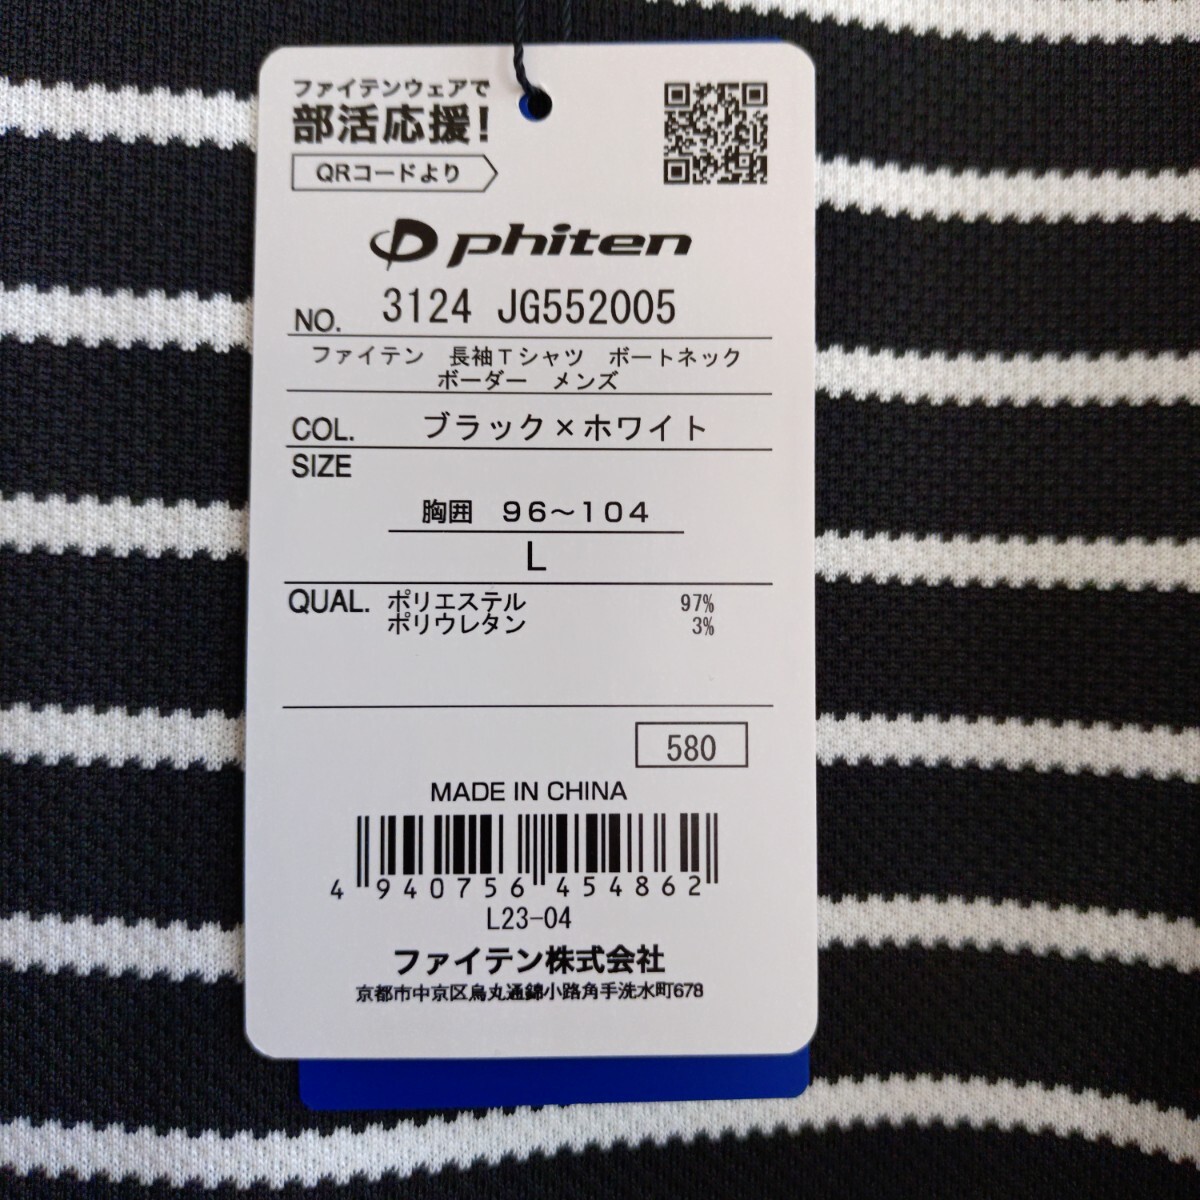 ファイテンウェアで
部活応援!
QRコードより
phiten
NO. 3124 JG552005
ファイテン 長袖Tシャツ ボートネック
ボーダー メンズ
COL. ブラック×ホワイト
SIZE
胸囲 96~104
L
QUAL. ポリエステル 97%
ポリウレタン 3%
580
MADE IN CHINA
4 940756 454862
L23-04
ファイテン株式会社
京都市中京区烏丸通錦小路角手洗水町678